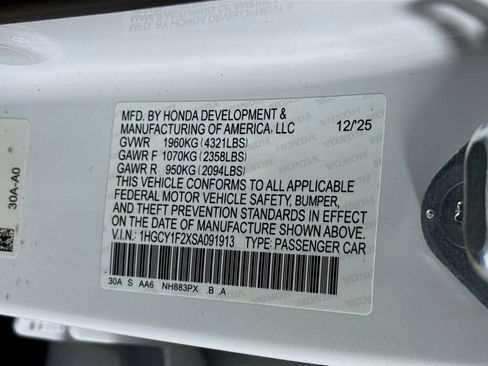 MFD. BY HONDA DEVELOPMENT &
MANUFACTURING OF AMERICA, LLC 12/'25
GVWR 1960KG (4321LBS)
GAWR F 1070KG (2358LBS)
GAWR R 950KG (2094LBS)
THIS VEHICLE CONFORMS TO ALL APPLICABLE
FEDERAL MOTOR VEHICLE SAFETY, BUMPER,
AND THEFT PREVENTION STANDARDS IN EFFECT
ON THE DATE OF MANUFACTURE SHOWN ABOVE.
V.I.N.: 1HGCY1F2XSA091913 TYPE: PASSENGER CAR
30A S AA6 NH883PX .B A
30A-A0